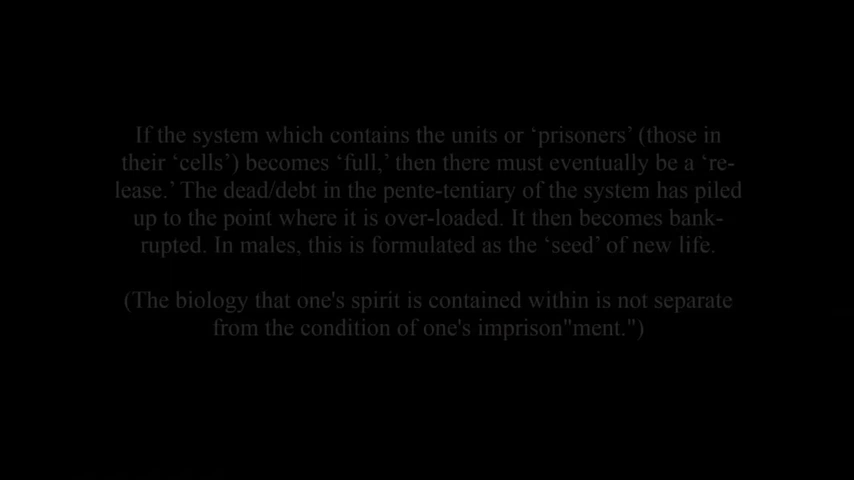 If the system which contains the units or ‘prisoners’ (those in
their ‘cells’) becomes ‘full,’ then there must eventually be a ‘re-
lease.’ The dead/debt in the pente-tentiary of the system has piled
up to the point where it is over-loaded. It then becomes bank-
rupted. In males, this is formulated as the ‘seed’ of new life.
(The biology that one's spirit is contained within is not separate
from the condition of one's imprison"ment.")